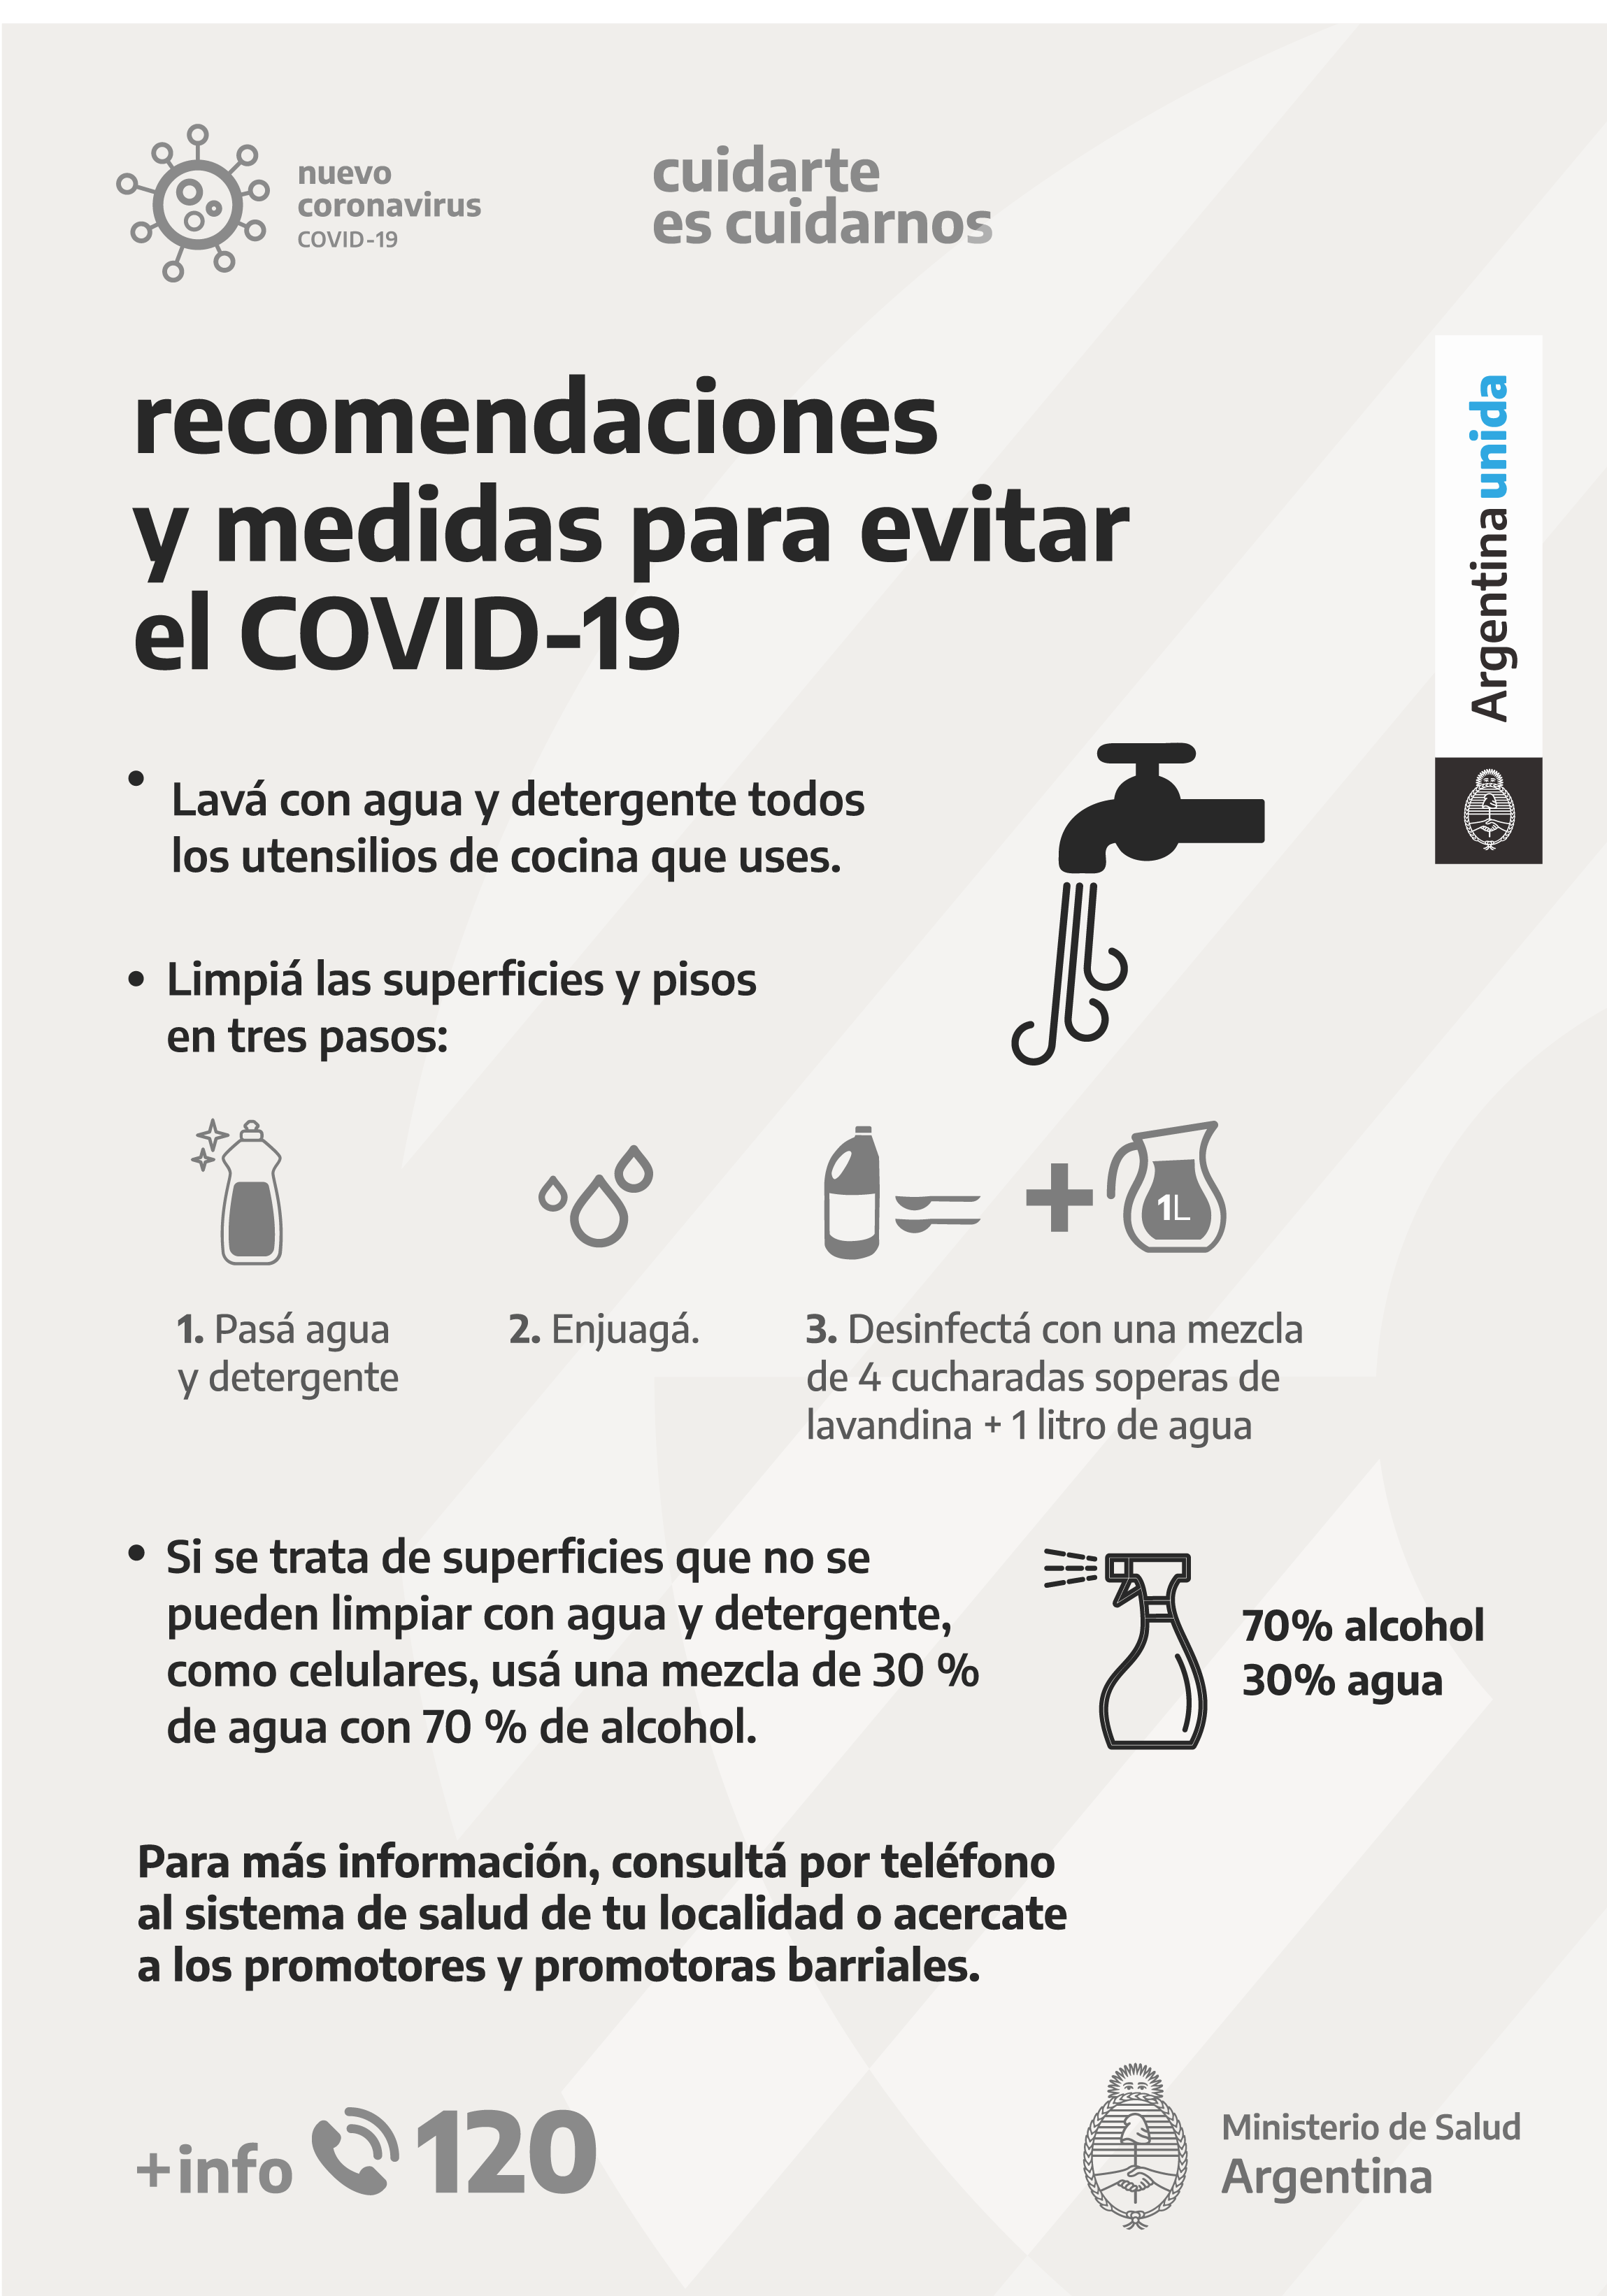 nuevo
coronavirus
COVID-19
cuidarte
es cuidarnos
recomendaciones
y medidas para evitar
el COVID-19
Argentina unida
• Lavá con agua y detergente todos
los utensilios de cocina que uses.
• Limpiá las superficies y pisos
en tres pasos:
1L
1. Pasá agua
y detergente
2. Enjuagá.
3. Desinfectá con una mezcla
de 4 cucharadas soperas de
lavandina + 1 litro de agua
• Si se trata de superficies que no se
pueden limpiar con agua y detergente,
como celulares, usá una mezcla de 30 %
de agua con 70 % de alcohol.
70% alcohol
30% agua
Para más información, consultá por teléfono
al sistema de salud de tu localidad o acercate
a los promotores y promotoras barriales.
+info 120
Ministerio de Salud
Argentina